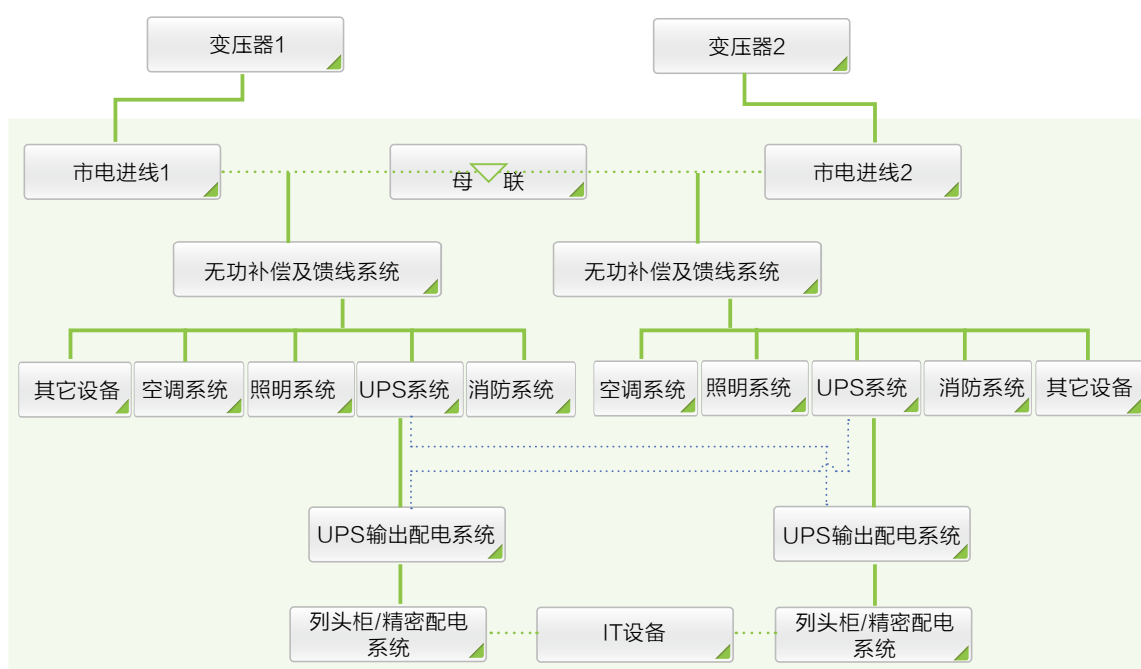 变压器1
变压器2
市电进线1
母 联
市电进线2
无功补偿及馈线系统
无功补偿及馈线系统
其它设备
空调系统
照明系统
UPS系统
消防系统
空调系统
照明系统
UPS系统
消防系统
其它设备
UPS输出配电系统
UPS输出配电系统
列头柜/精密配电
系统
IT设备
列头柜/精密配电
系统